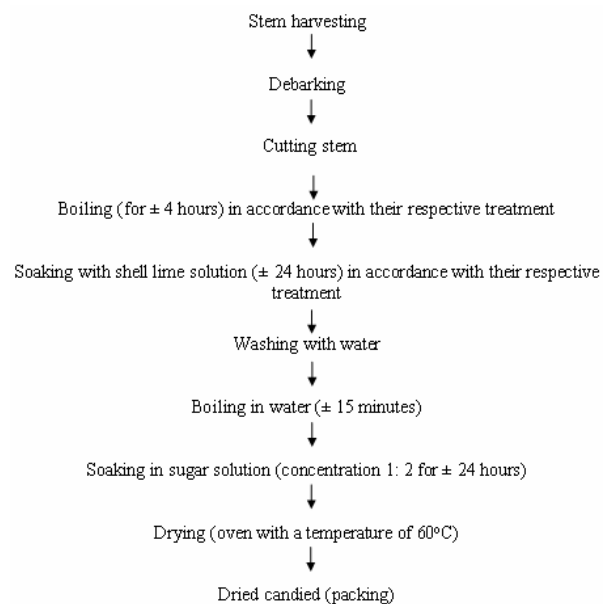 Stem harvesting
Debarking
Cutting stem
Boiling (for ± 4 hours) in accordance with their respective treatment
Soaking with shell lime solution (± 24 hours) in accordance with their respective
treatment
Washing with water
Boiling in water (± 15 minutes)
Soaking in sugar solution (concentration 1: 2 for ± 24 hours)
Drying (oven with a temperature of 60°C)
Dried candied (packing)